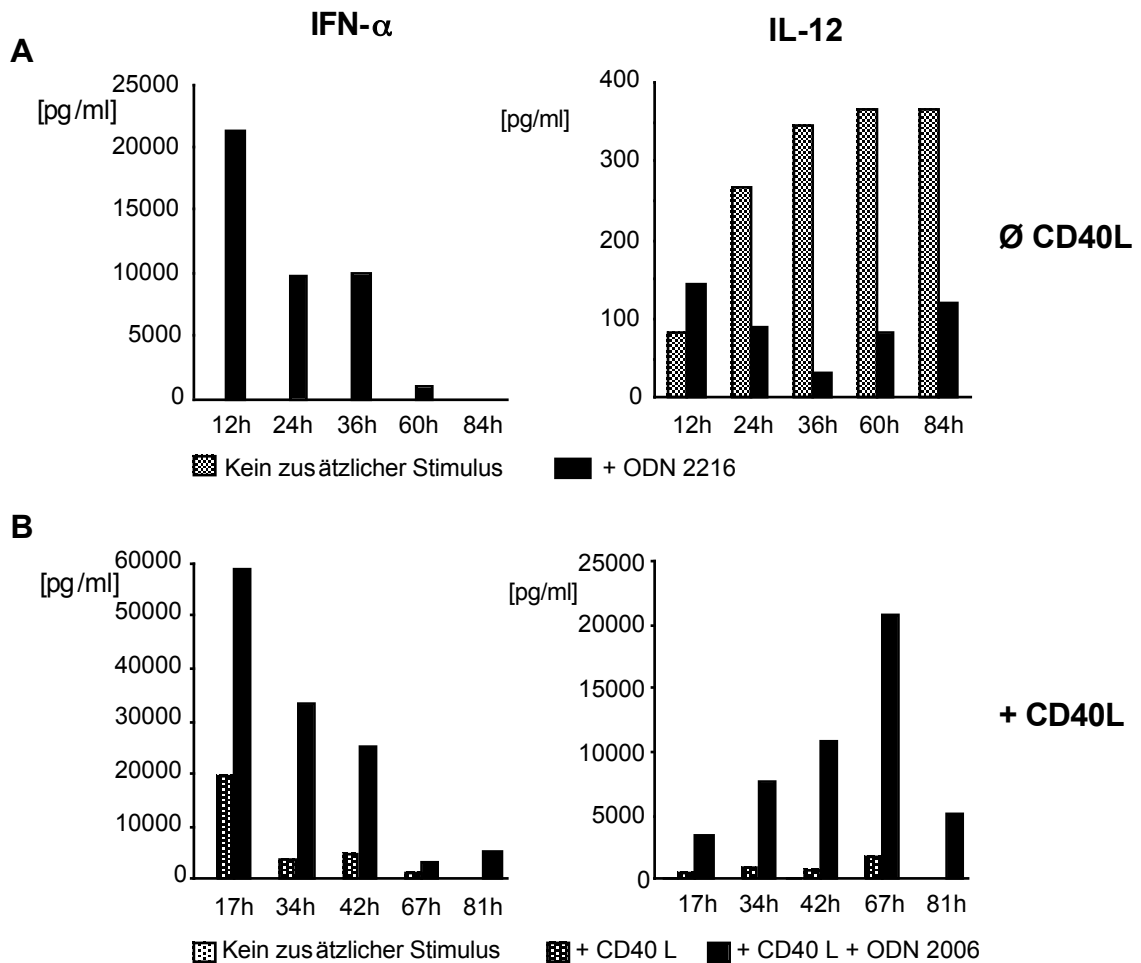 IFN-α
IL-12
A
[pg/ml]
25000
20000
15000
10000
5000
0
12h 24h 36h 60h 84h
[pg/ml]
400
300
200
100
0
12h 24h 36h 60h 84h
Ø CD40L
Kein zusätzlicher Stimulus + ODN 2216
B
[pg/ml]
60000
50000
40000
30000
20000
10000
0
17h 34h 42h 67h 81h
[pg/ml]
25000
20000
10000
5000
0
17h 34h 42h 67h 81h
+ CD40L
Kein zusätzlicher Stimulus + CD40 L + CD40 L + ODN 2006